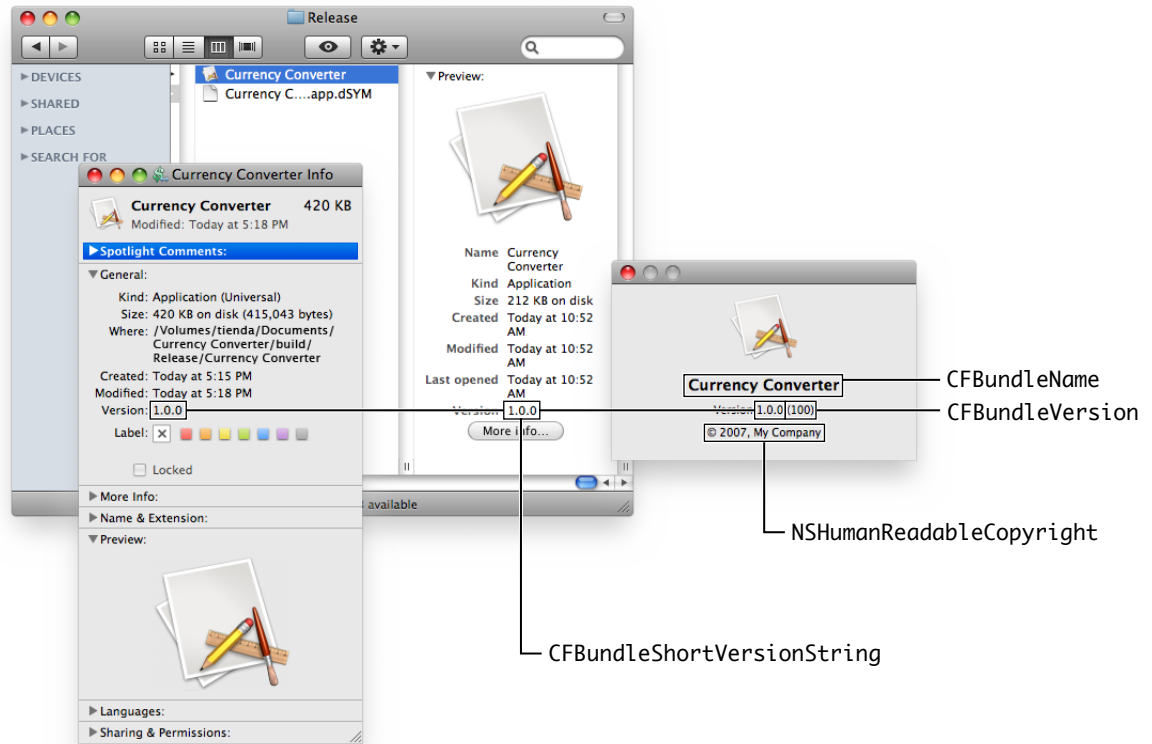 Release
DEVICES
SHARED
PLACES
SEARCH FOR
Currency Converter
Currency C....app.dSYM
Preview:
Name Currency
Converter
Kind Application
Size 212 KB on disk
Created Today at 10:52
AM
Modified Today at 10:52
AM
Last opened Today at 10:52
AM
Version 1.0.0
More info...
available
Currency Converter Info
Currency Converter 420 KB
Modified: Today at 5:18 PM
Spotlight Comments:
General:
Kind: Application (Universal)
Size: 420 KB on disk (415,043 bytes)
Where: /Volumes/tienda/Documents/
Currency Converter/build/
Release/Currency Converter
Created: Today at 5:15 PM
Modified: Today at 5:18 PM
Version: 1.0.0
Label:
Locked
More Info:
Name & Extension:
Preview:
Languages:
Sharing & Permissions:
Currency Converter
Version 1.0.0 (100)
© 2007, My Company
CFBundleName
CFBundleVersion
NSHumanReadableCopyright
CFBundleShortVersionString